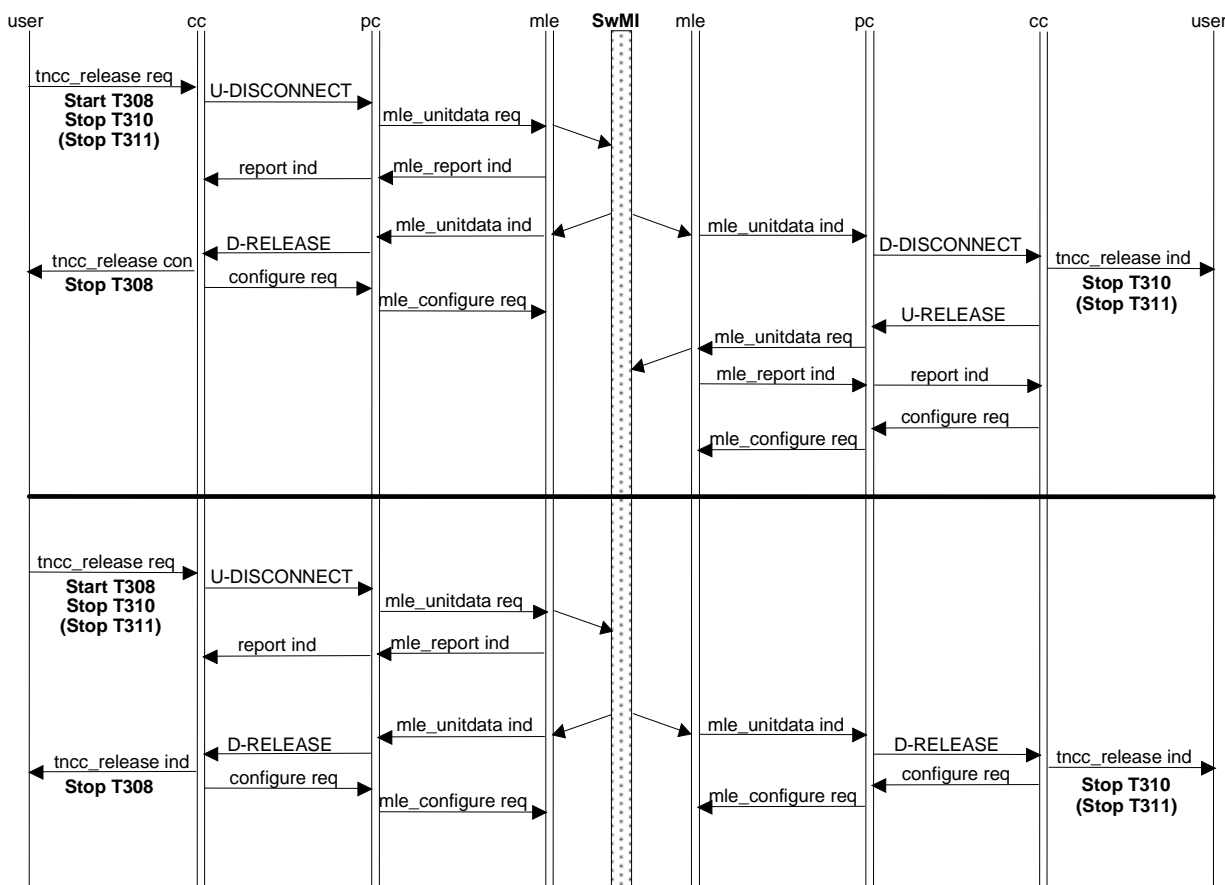 user cc pc mle SwMI mle pc cc user
tncc_release req
Start T308
Stop T310
(Stop T311)
U-DISCONNECT
mle_unitdata req
report ind
mle_report ind
mle_unitdata ind
D-RELEASE
tncc_release con
Stop T308
configure req
mle_configure req
mle_unitdata ind
D-DISCONNECT
tncc_release ind
Stop T310
(Stop T311)
U-RELEASE
mle_unitdata req
mle_report ind
report ind
configure req
mle_configure req
tncc_release req
Start T308
Stop T310
(Stop T311)
U-DISCONNECT
mle_unitdata req
report ind
mle_report ind
mle_unitdata ind
D-RELEASE
tncc_release ind
Stop T308
configure req
mle_configure req
mle_unitdata ind
D-RELEASE
tncc_release ind
Stop T310
(Stop T311)
configure req
mle_configure req